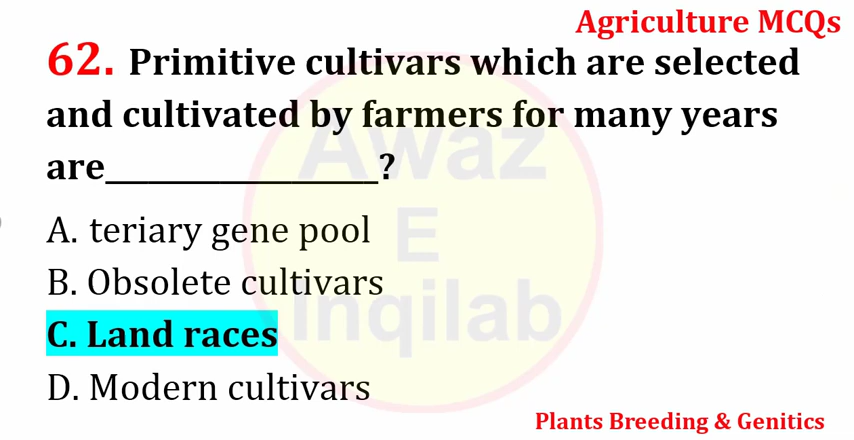 Agriculture MCQs
62. Primitive cultivars which are selected
and cultivated by farmers for many years
are__________________?
A. teriary gene pool
B. Obsolete cultivars
C. Land races
D. Modern cultivars
Awaz
E
Inqilab
Plants Breeding & Genitics